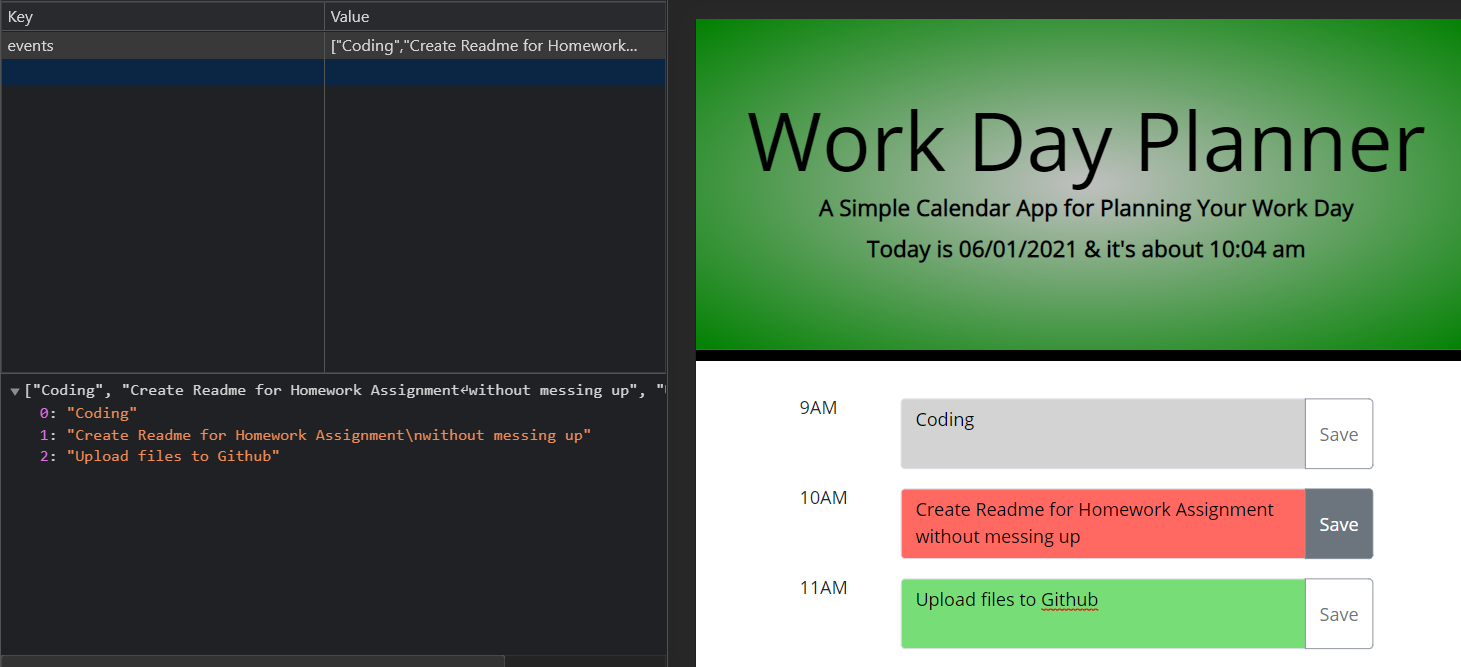 Key Value
events ["Coding","Create Readme for Homework...
["Coding", "Create Readme for Homework Assignment↵without messing up", "
0: "Coding"
1: "Create Readme for Homework Assignment\nwithout messing up"
2: "Upload files to Github"
Work Day Planner
A Simple Calendar App for Planning Your Work Day
Today is 06/01/2021 & it's about 10:04 am
9AM Coding Save
10AM Create Readme for Homework Assignment
without messing up Save
11AM Upload files to Github Save